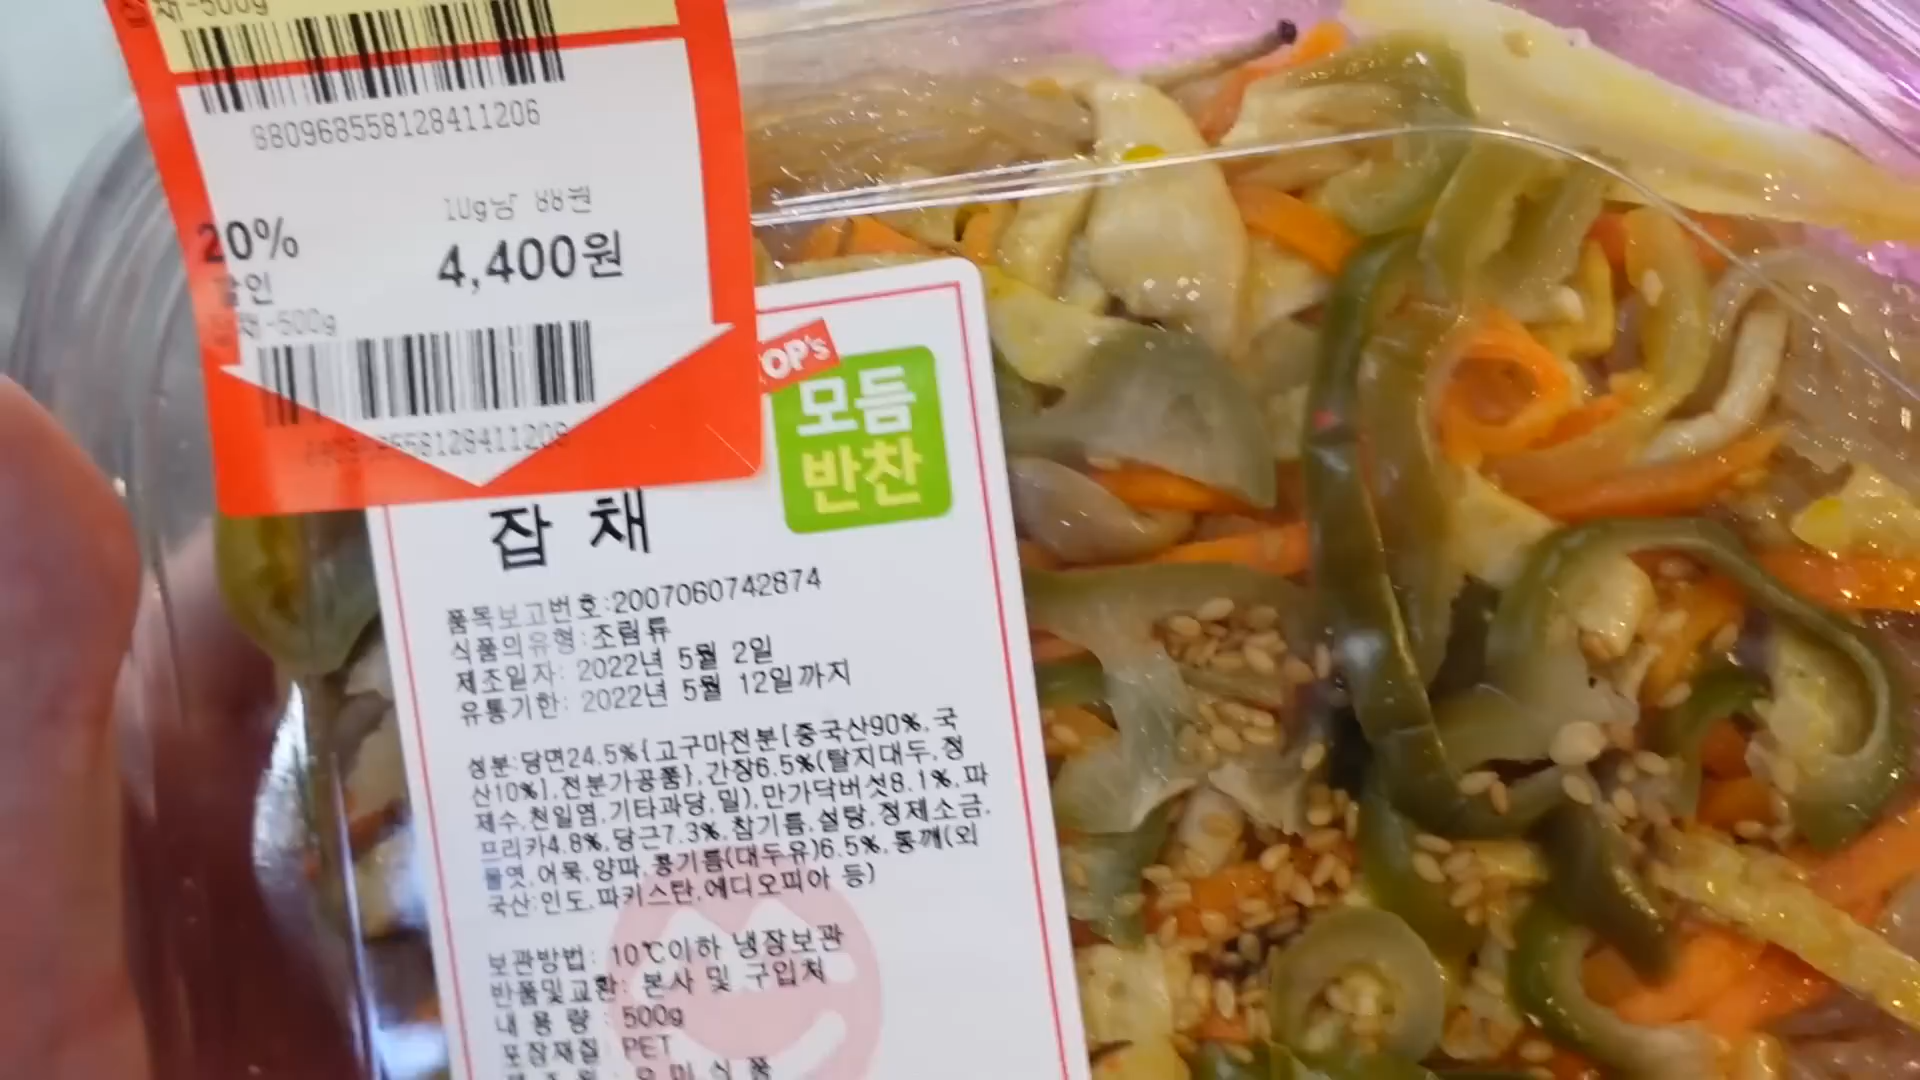 잡채-500g
880968558128411206
10g당 88원
20%
4,400원
할인
잡채-500g
TOP's
모듬
반찬
잡 채
품목보고번호:2007060742874
식품의유형:조림류
제조일자: 2022년 5월 2일
유통기한: 2022년 5월 12일까지
성분:당면24.5%{고구마전분[중국산90%,국
산10%],전분가공품},간장6.5%(탈지대두,정
제수,천일염,기타과당,밀),만가닥버섯8.1%,파
프리카4.8%,당근7.3%,참기름,설탕,정제소금,
물엿,어묵,양파,콩기름(대두유)6.5%,통깨(외
국산:인도,파키스탄,에디오피아 등)
보관방법: 10℃이하 냉장보관
반품및교환: 본사 및 구입처
내 용 량 : 500g
포장재질: PET